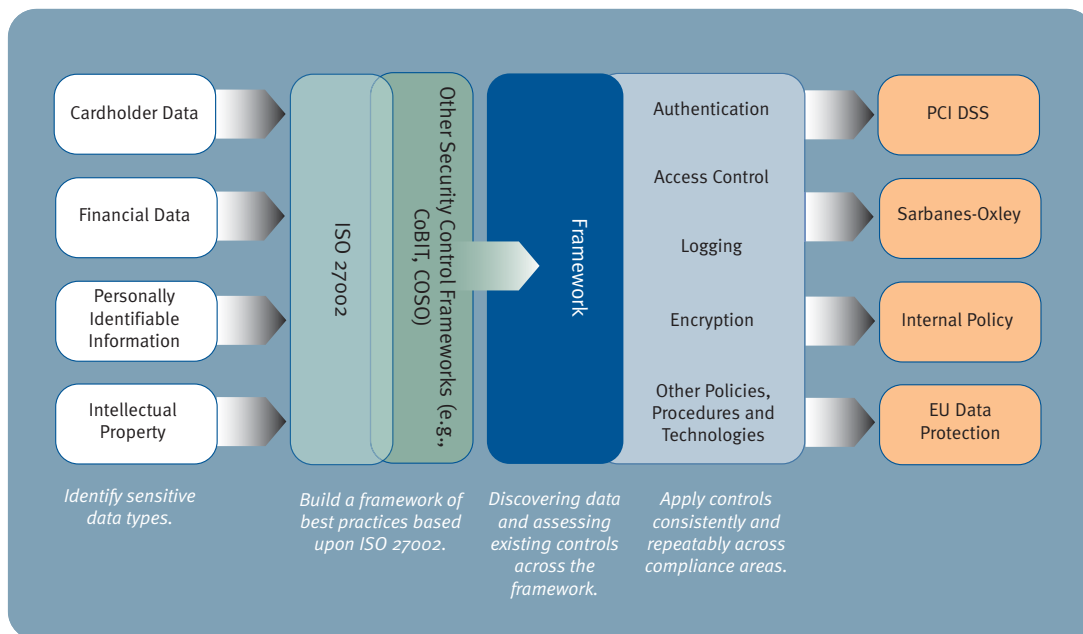 Cardholder Data
Financial Data
Personally
Identifiable
Information
Intellectual
Property
Identify sensitive
data types.
ISO 27002
Other Security Control Frameworks (e.g.,
CoBIT, COSO)
Build a framework of
best practices based
upon ISO 27002.
Framework
Discovering data
and assessing
existing controls
across the
framework.
Authentication
Access Control
Logging
Encryption
Other Policies,
Procedures and
Technologies
Apply controls
consistently and
repeatably across
compliance areas.
PCI DSS
Sarbanes-Oxley
Internal Policy
EU Data
Protection